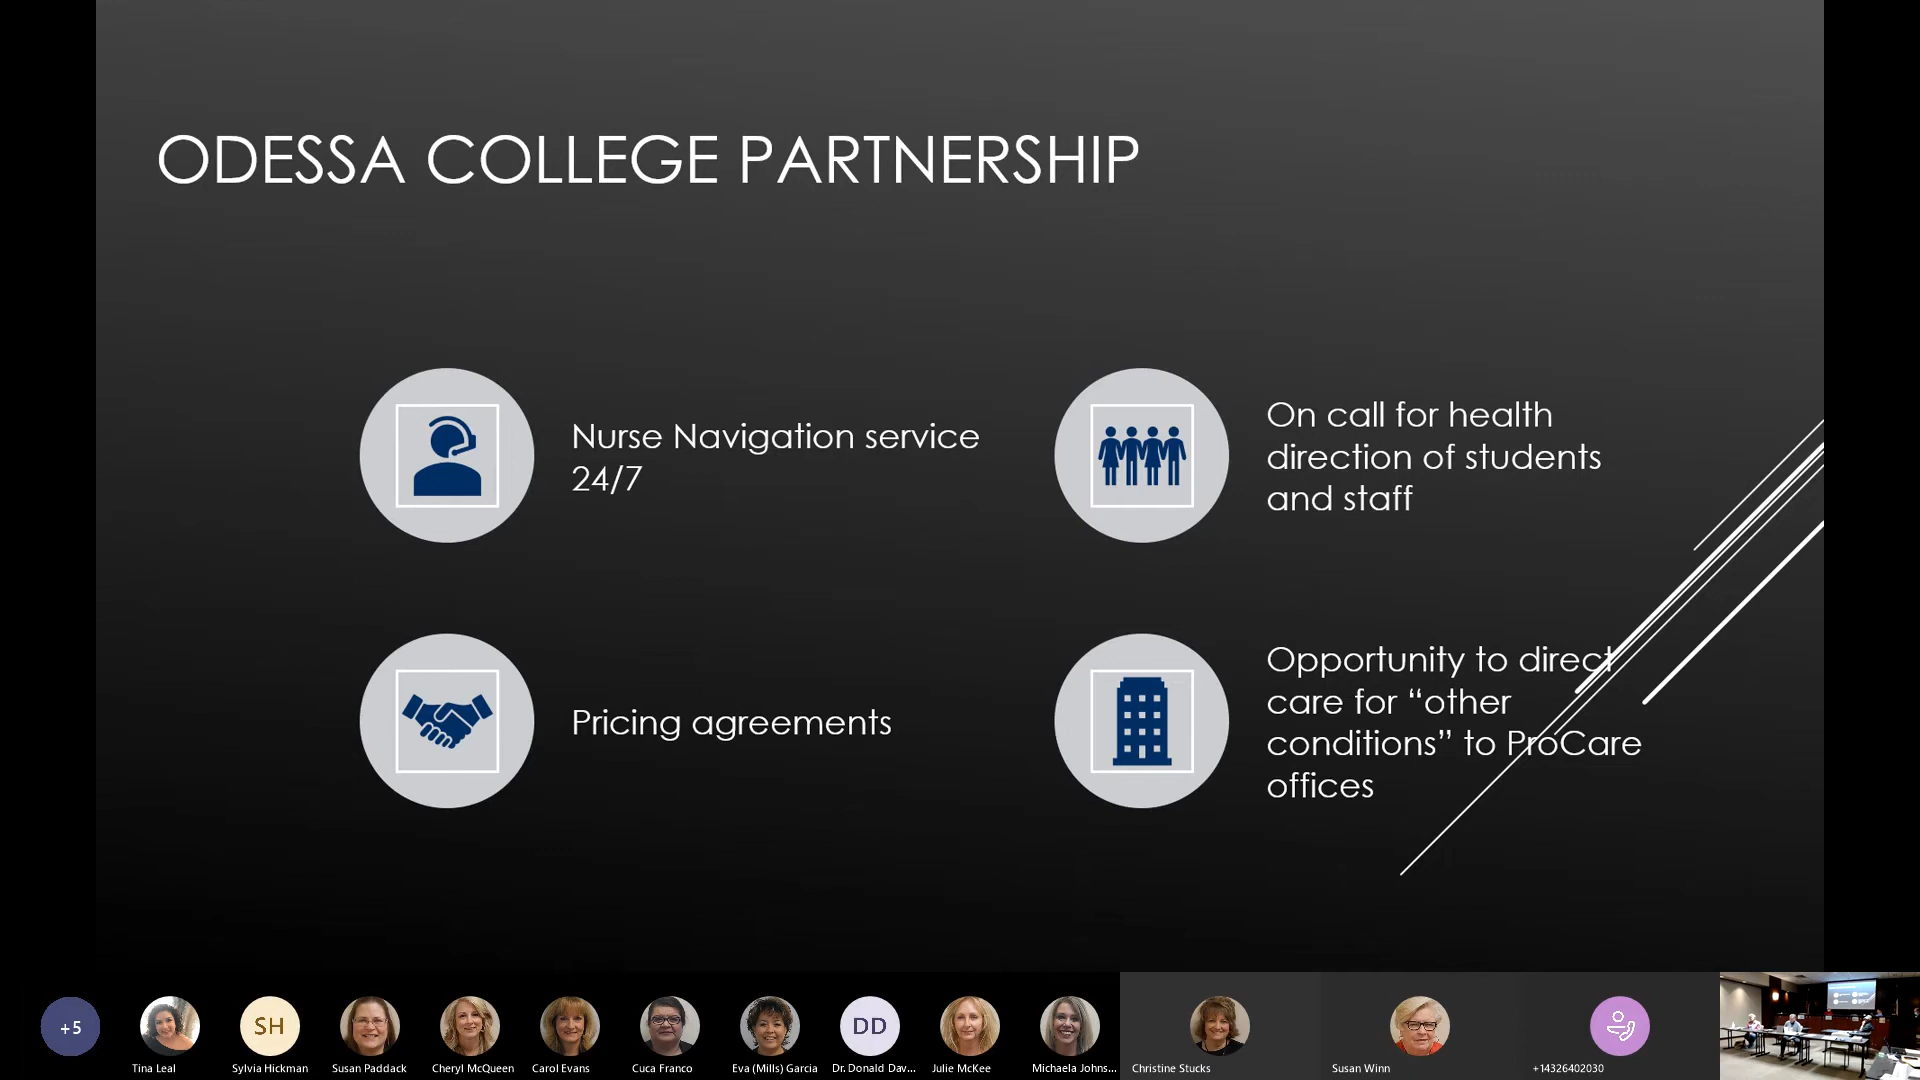 ODESSA COLLEGE PARTNERSHIP
Nurse Navigation service
24/7
On call for health
direction of students
and staff
Pricing agreements
Opportunity to direct
care for “other
conditions” to ProCare
offices
+5
SH
DD
Tina Leal
Sylvia Hickman
Susan Paddock
Cheryl McQueen
Carol Evans
Cuca Franco
Eva (Mills) Garcia
Dr. Donald Dav...
Julie McKee
Michaela Johns...
Christine Stucks
Susan Winn
+14326402030